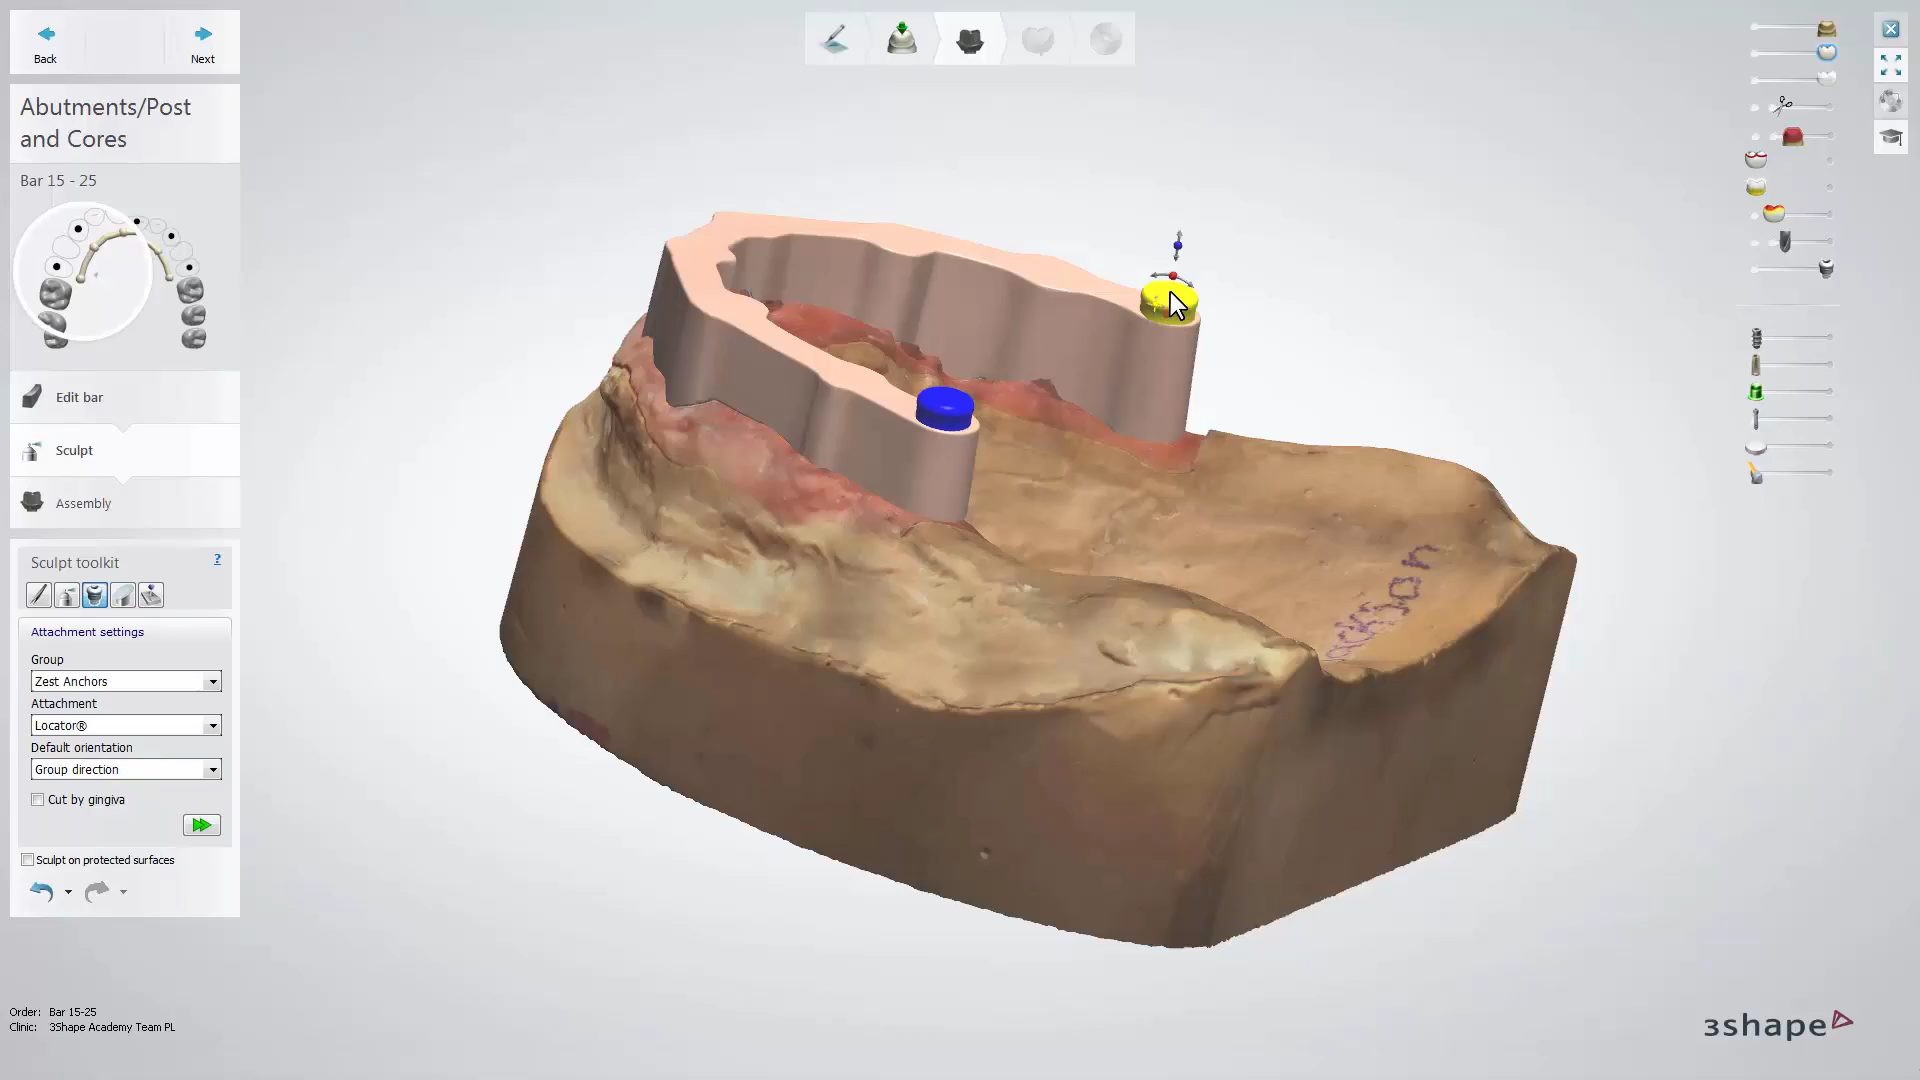 Back
Next
Abutments/Post
and Cores
Bar 15 - 25
Edit bar
Sculpt
Assembly
Sculpt toolkit
?
Attachment settings
Group
Zest Anchors
Attachment
Locator®
Default orientation
Group direction
Cut by gingiva
Sculpt on protected surfaces
Order: Bar 15-25
Clinic: 3Shape Academy Team PL
3shape